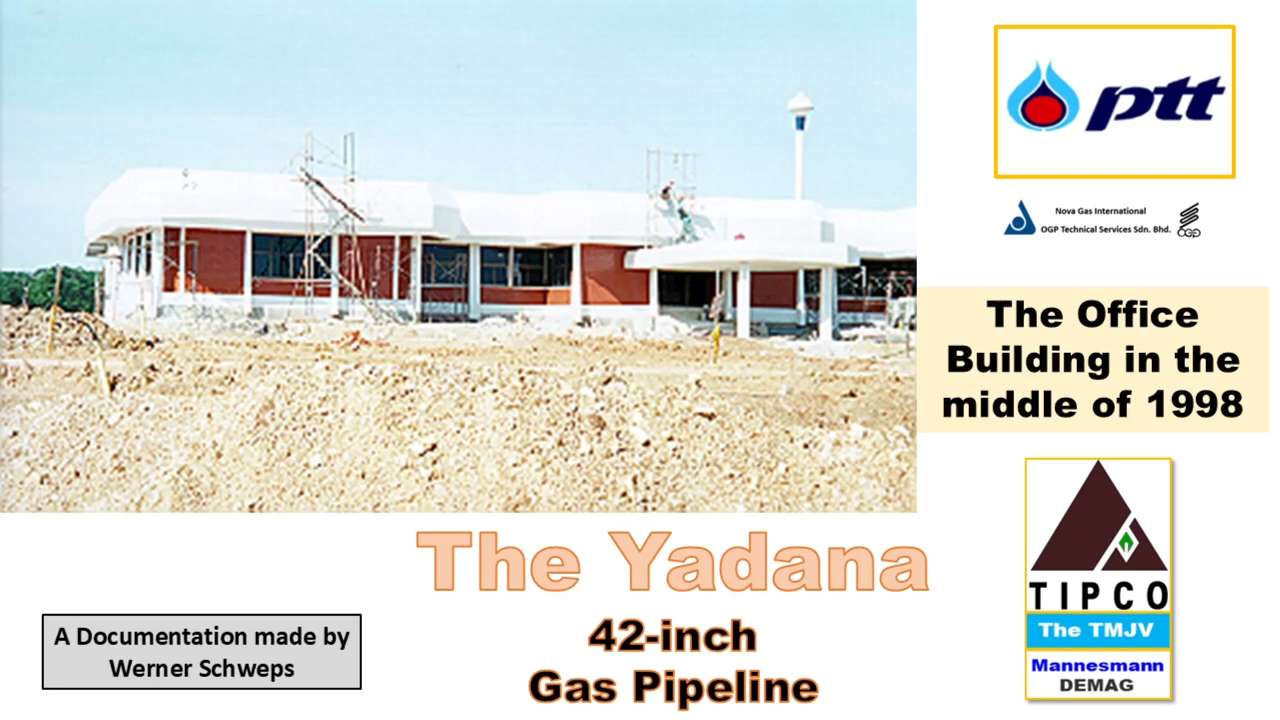 ptt
Nova Gas International
OGP Technical Services Sdn. Bhd.
OGP
The Office
Building in the
middle of 1998
The Yadana
42-inch
Gas Pipeline
A Documentation made by
Werner Schweps
TIPCO
The TMJV
Mannesmann
DEMAG